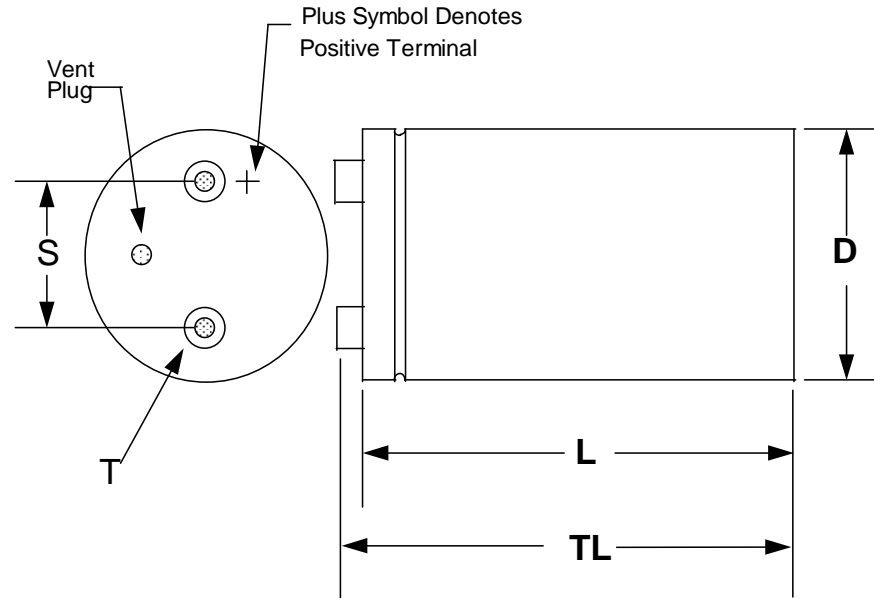 Plus Symbol Denotes
Positive Terminal
Vent
Plug
S
D
T
L
TL